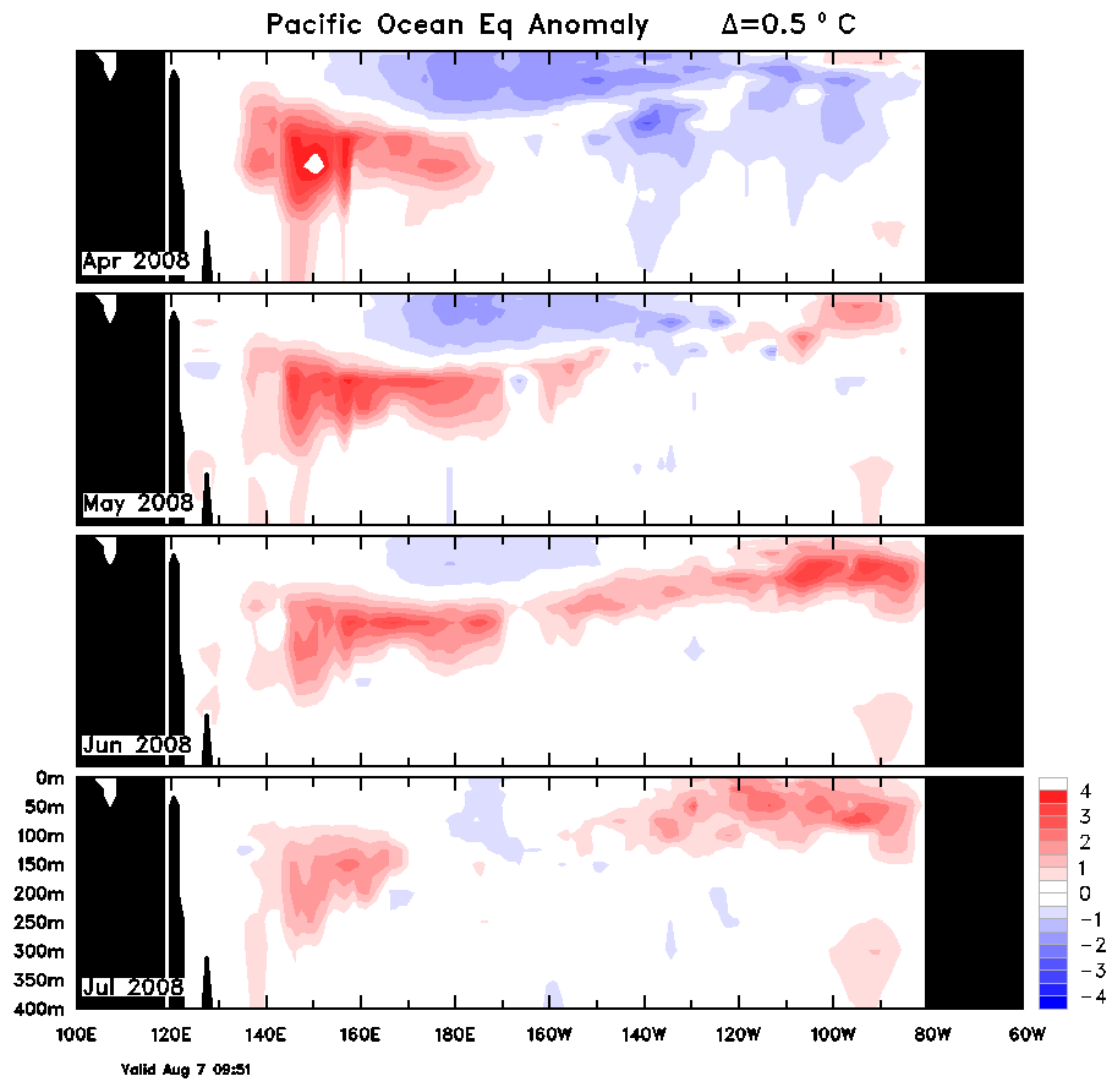 Pacific Ocean Eq Anomaly Δ=0.5 ° C
Apr 2008
May 2008
Jun 2008
Jul 2008
0m
50m
100m
150m
200m
250m
300m
350m
400m
4
3
2
1
0
-1
-2
-3
-4
100E 120E 140E 160E 180E 160W 140W 120W 100W 80W 60W
Valid Aug 7 09:51